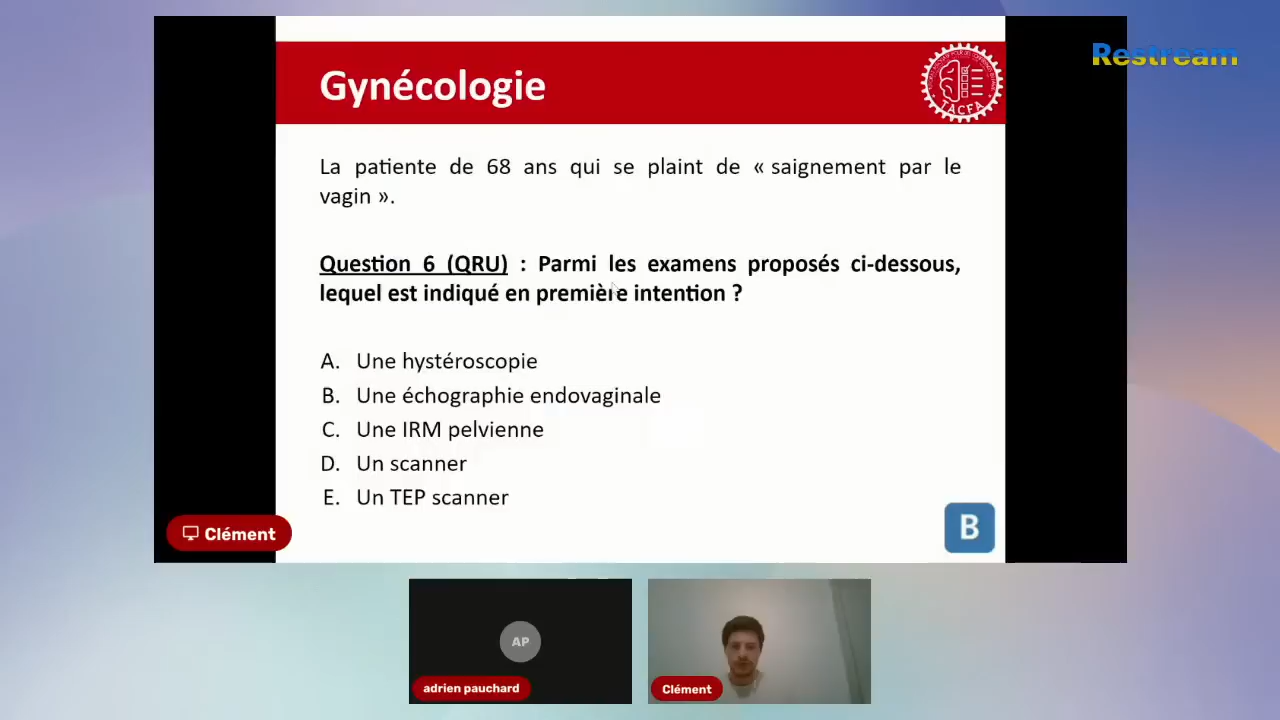 Restream
Gynécologie
TACFA
La patiente de 68 ans qui se plaint de « saignement par le
vagin ».
Question 6 (QRU) : Parmi les examens proposés ci-dessous,
lequel est indiqué en première intention ?
A. Une hystéroscopie
B. Une échographie endovaginale
C. Une IRM pelvienne
D. Un scanner
E. Un TEP scanner
B
Clémént
AP
adrien pauchard
Clément